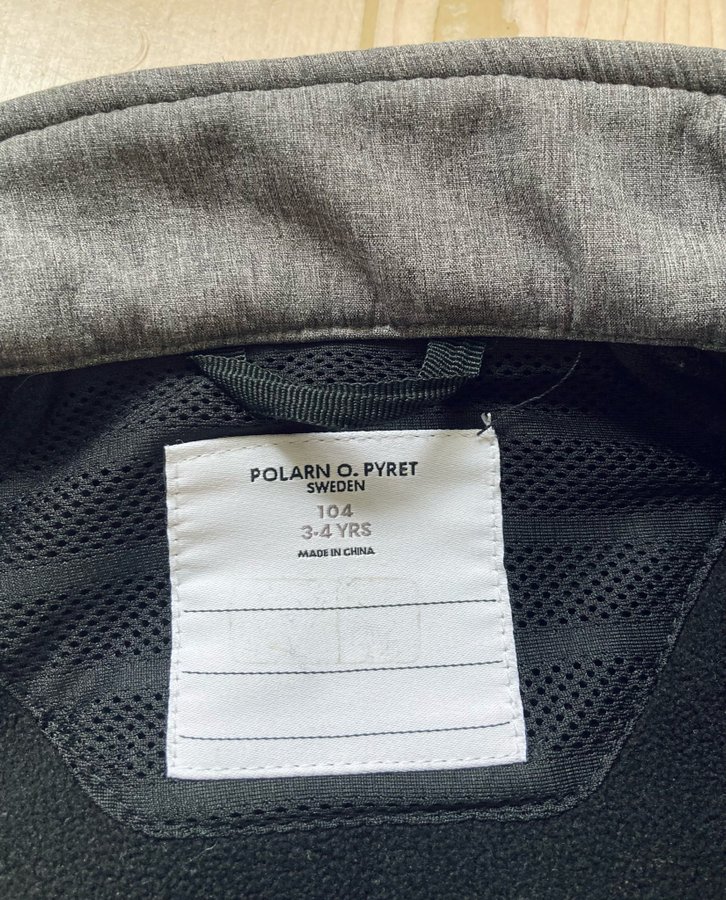 POLARN O. PYRET
SWEDEN
104
3-4 YRS
MADE IN CHINA